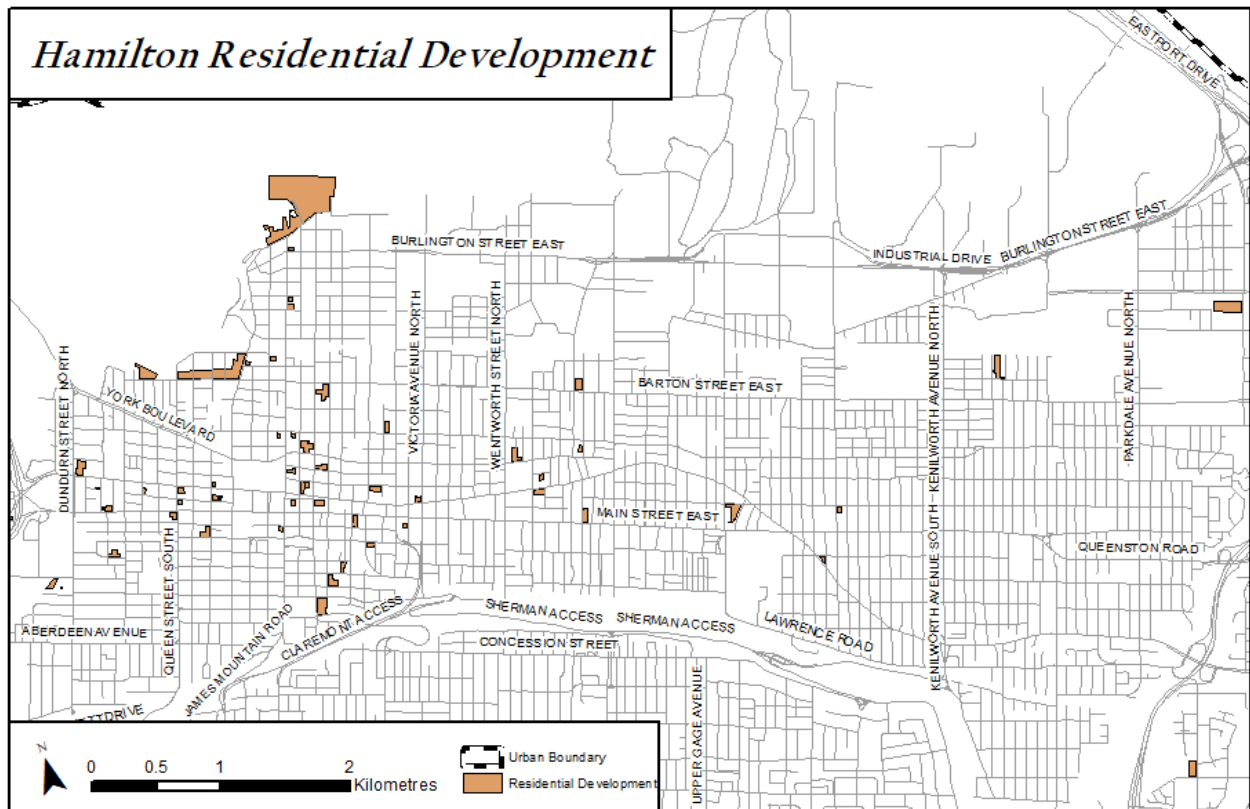 Hamilton Residential Development
EASTPORT DRIVE
BURLINGTON STREET EAST
INDUSTRIAL DRIVE
BURLINGTON STREET EAST
DUNDURN STREET NORTH
YORK BOULEVARD
VICTORIA AVENUE NORTH
WENTWORTH STREET NORTH
BARTON STREET EAST
KENILWORTH AVENUE NORTH
PARKDALE AVENUE NORTH
MAIN STREET EAST
QUEENSTON ROAD
QUEEN STREET SOUTH
KENILWORTH AVENUE SOUTH
ABERDEEN AVENUE
JAMES MOUNTAIN ROAD
CLAREMONT ACCESS
SHERMAN ACCESS
SHERMAN ACCESS
LAWRENCE ROAD
CONCESSION STREET
UPPER GAGE AVENUE
DRIVE
N
0 0.5 1 2
Kilometres
Urban Boundary
Residential Development